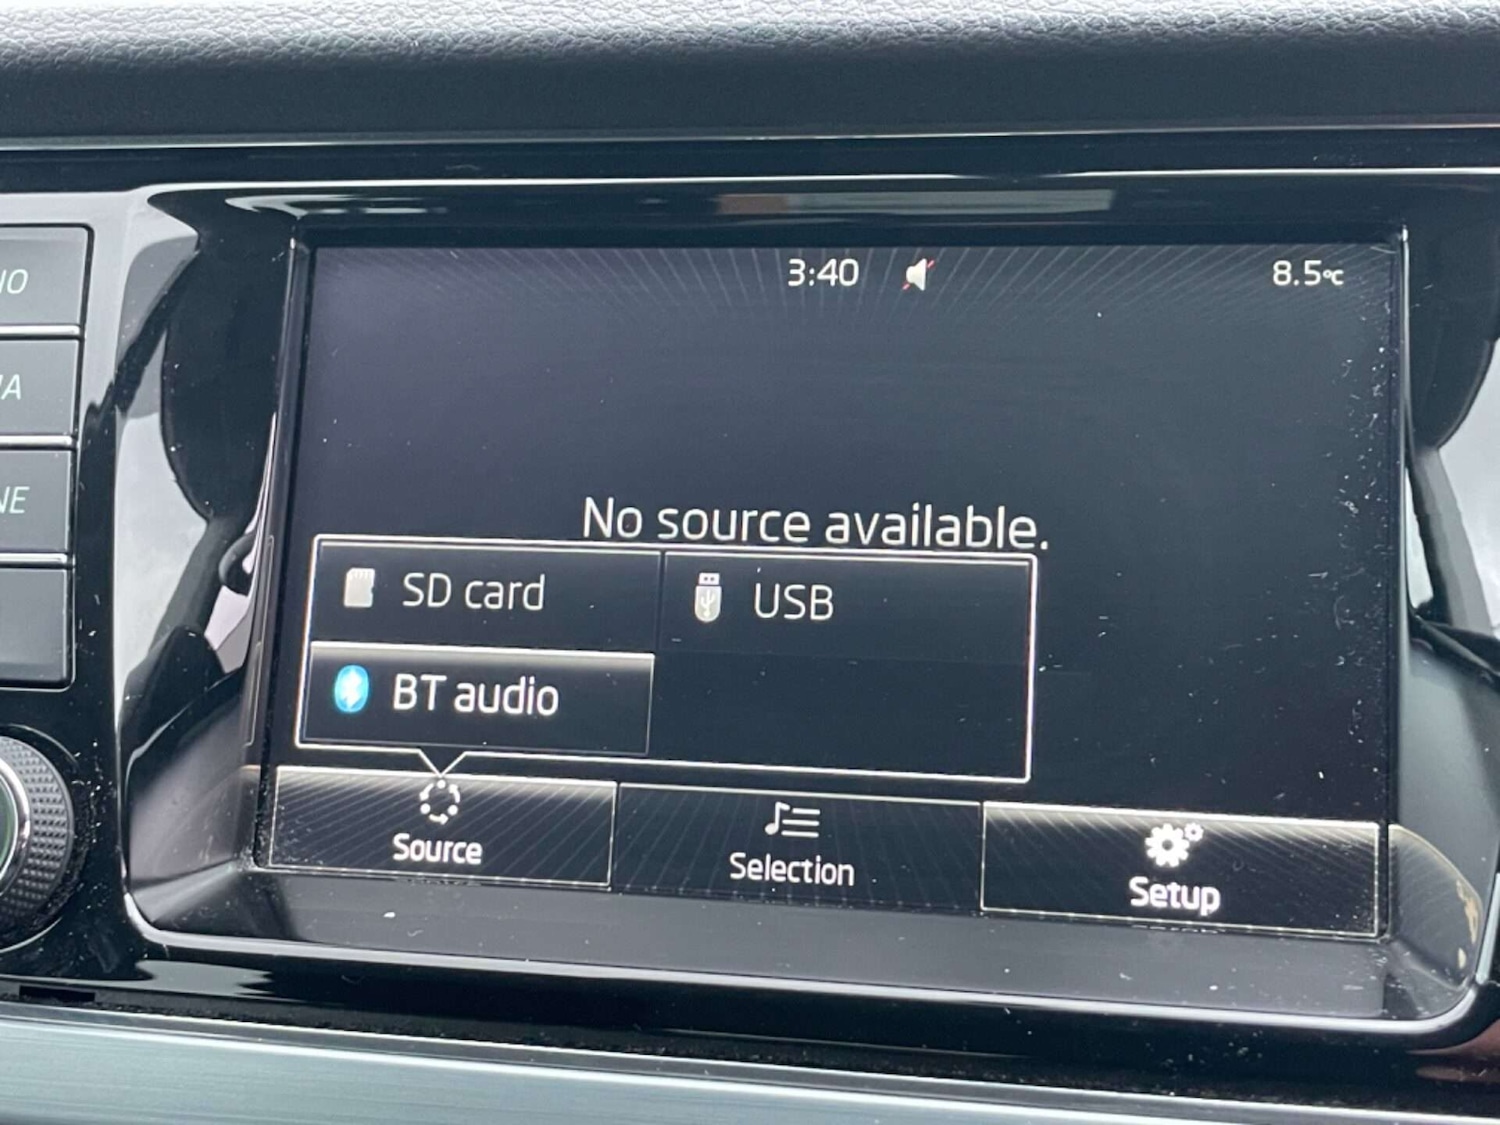 3:40
8.5°C
No source available.
SD card
USB
BT audio
Source
Selection
Setup